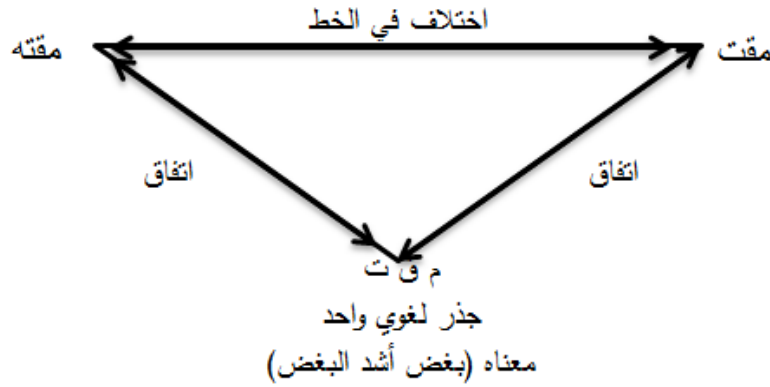 اختلاف في الخط
مقت
مقته
اتفاق
اتفاق
م ق ت
جذر لغوي واحد
معناه (بغض أشد البغض)